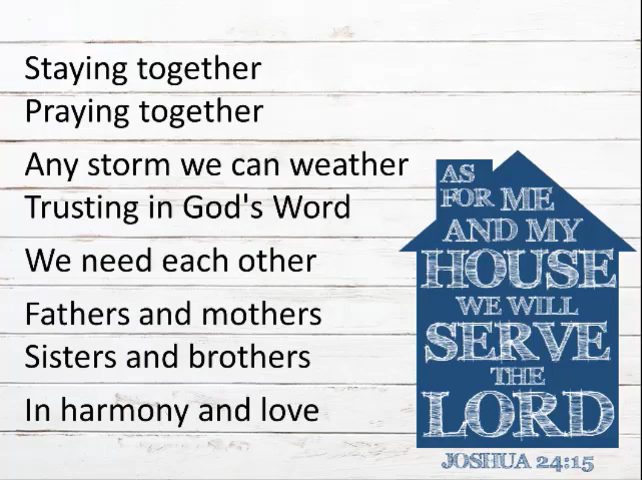 Staying together
Praying together
Any storm we can weather
Trusting in God's Word
We need each other
Fathers and mothers
Sisters and brothers
In harmony and love
AS
FOR ME
AND MY
HOUSE
WE WILL
SERVE
THE
LORD
JOSHUA 24:15